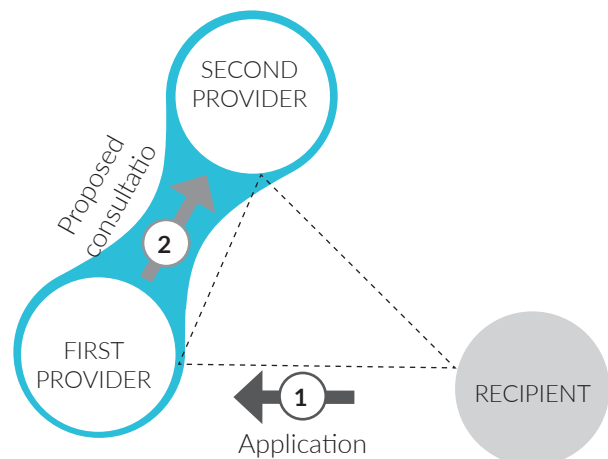 SECOND
PROVIDER
Proposed
consultatio
2
FIRST
PROVIDER
1
Application
RECIPIENT